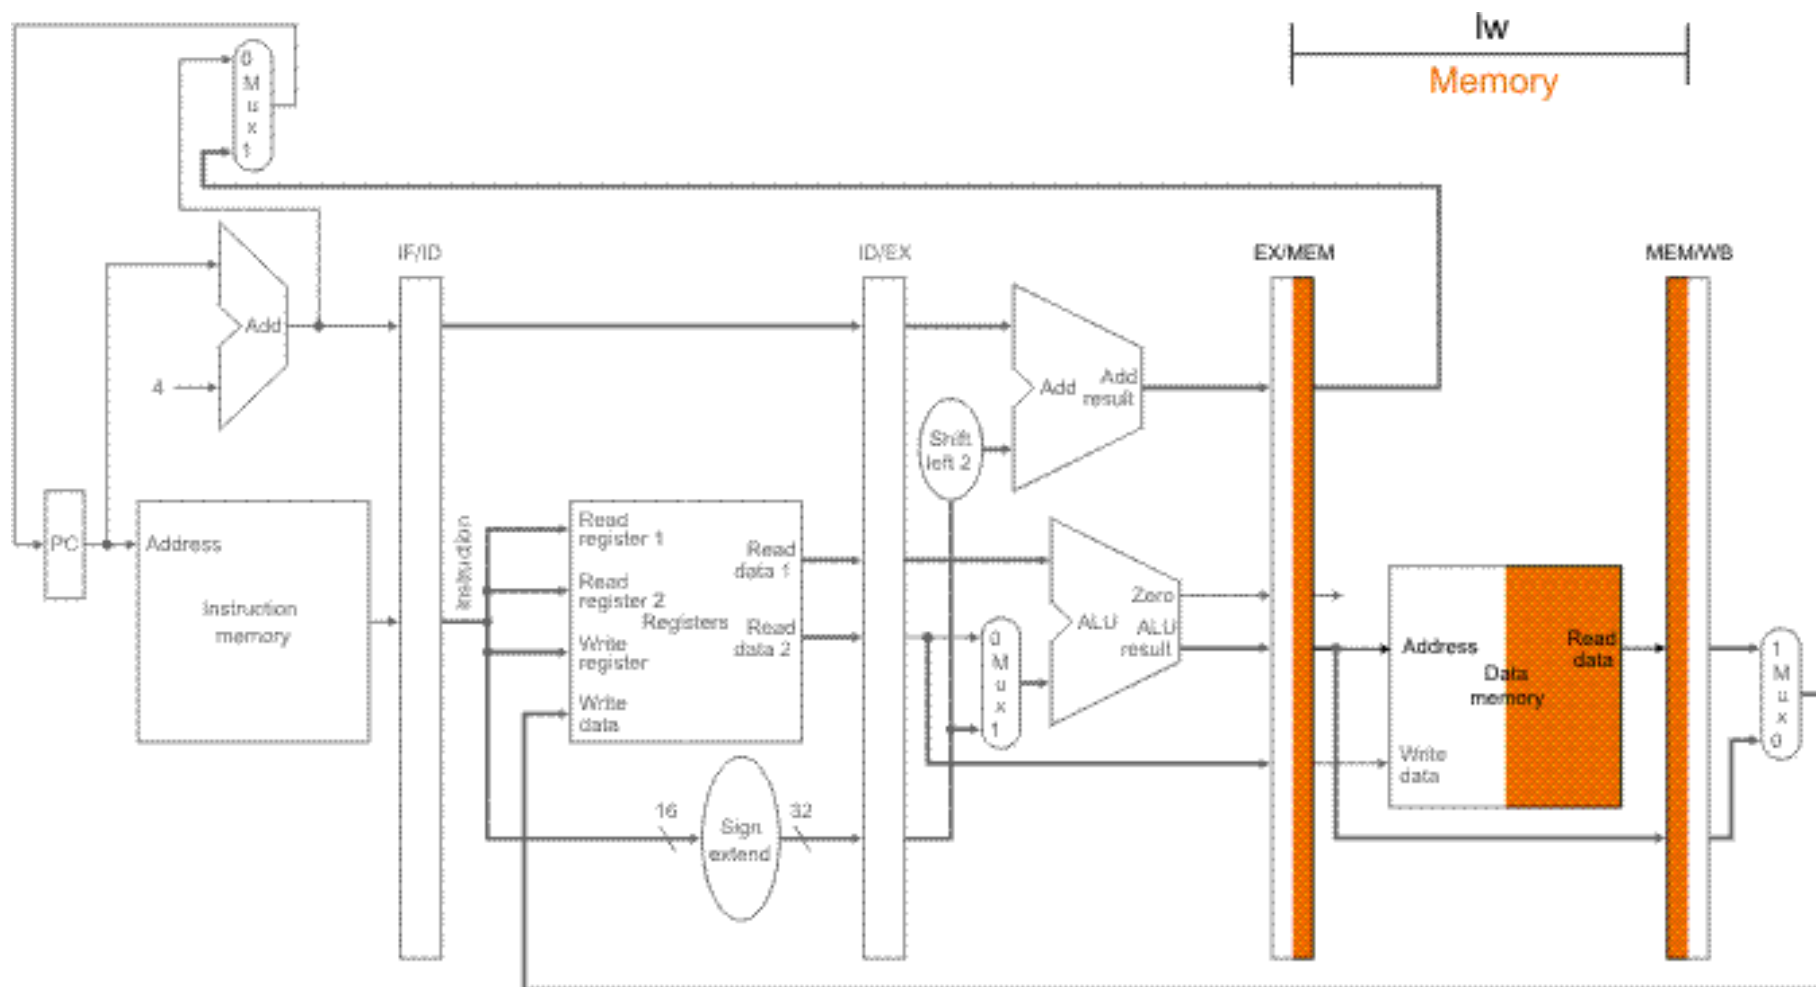 lw
Memory
0
M
u
x
1
IF/ID
ID/EX
EX/MEM
MEM/WB
Add
4
Add
Add
result
Shift
left 2
PC
Address
Instruction
memory
Instruction
Read
register 1
Read
register 2
Write
register
Write
data
Registers
Read
data 1
Read
data 2
0
M
u
x
1
Zero
ALU
ALU
result
Address
Read
data
Data
memory
Write
data
1
M
u
x
0
16
Sign
extend
32